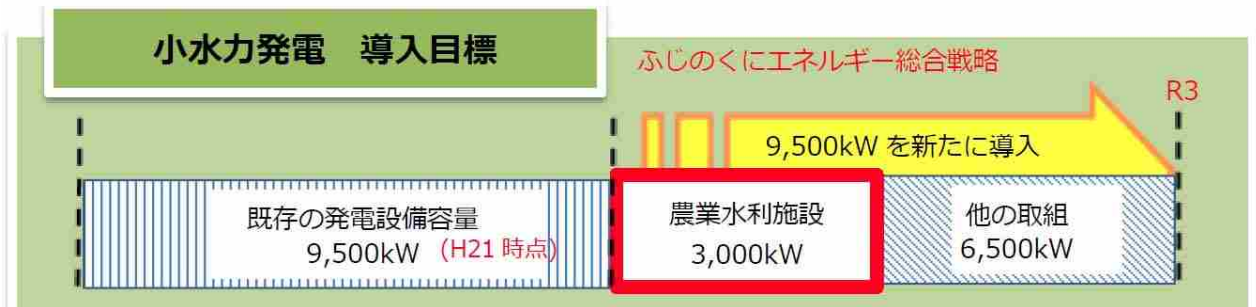 小水力発電　導入目標
ふじのくにエネルギー総合戦略
R3
9,500kW を新たに導入
既存の発電設備容量
9,500kW (H21 時点)
農業水利施設
3,000kW
他の取組
6,500kW